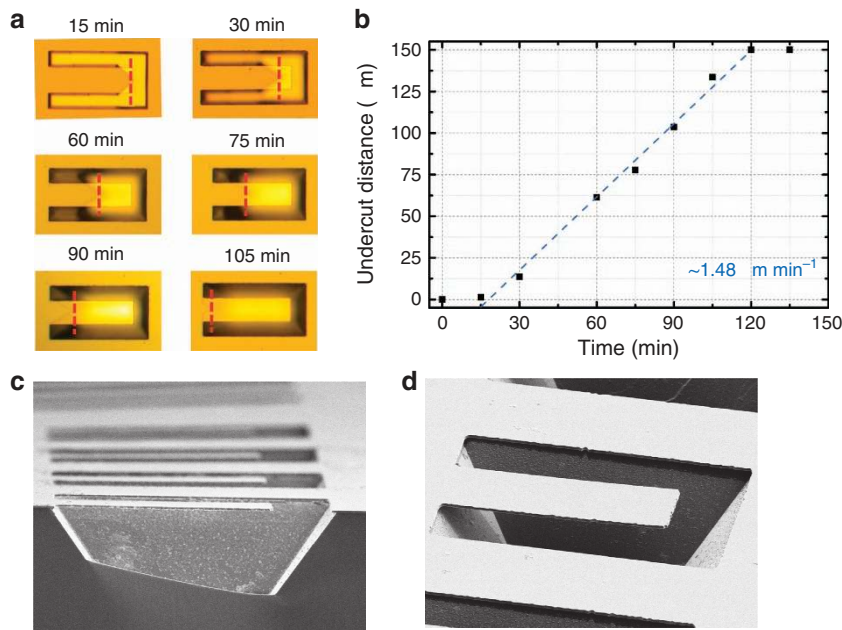 a
15 min 30 min
60 min 75 min
90 min 105 min
b
Undercut distance ( m)
150
125
100
75
50
25
0
~1.48 m min⁻¹
0 30 60 90 120 150
Time (min)
c
d